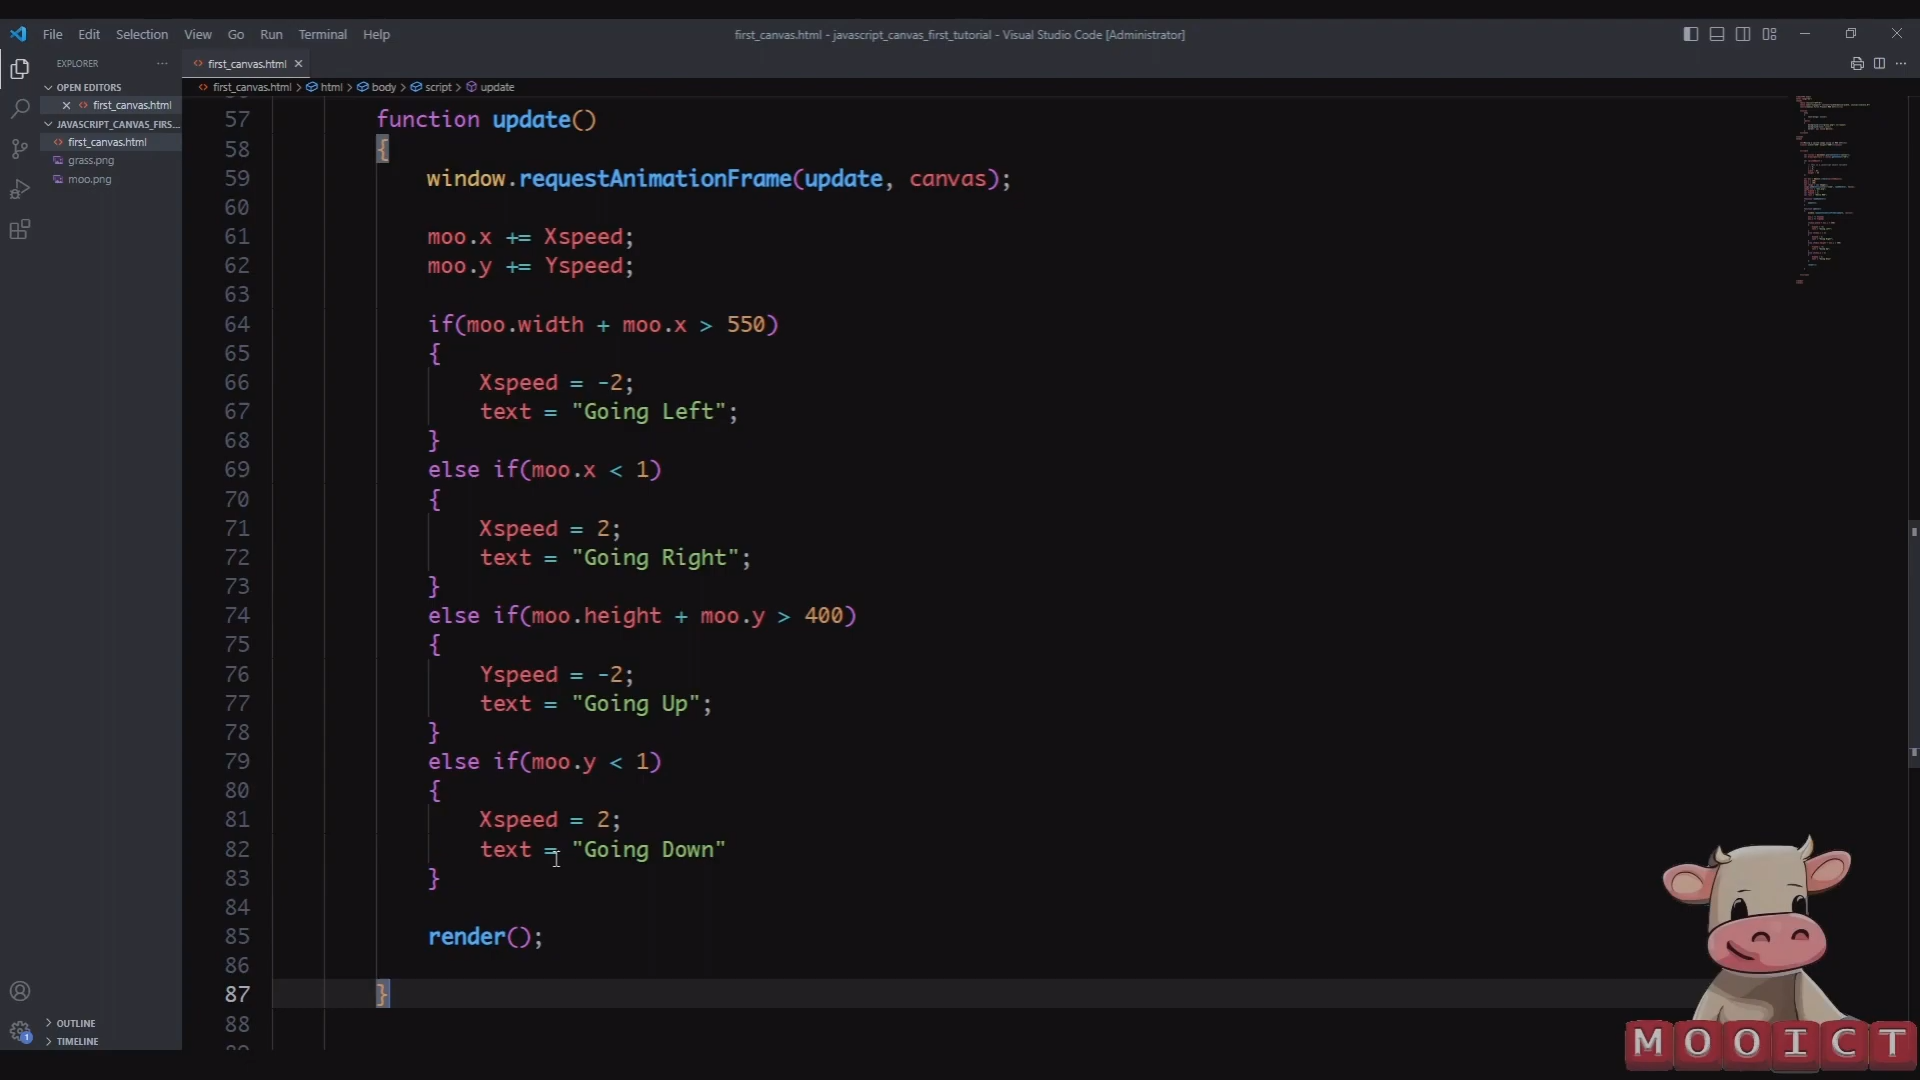 File Edit Selection View Go Run Terminal Help
first_canvas.html - javascript_canvas_first_tutorial - Visual Studio Code [Administrator]
EXPLORER
first_canvas.html
OPEN EDITORS
first_canvas.html > html > body > script > update
first_canvas.html
JAVASCRIPT_CANVAS_FIRS...
first_canvas.html
grass.png
moo.png
57 function update()
58 {
59 window.requestAnimationFrame(update, canvas);
60
61 moo.x += Xspeed;
62 moo.y += Yspeed;
63
64 if(moo.width + moo.x > 550)
65 {
66 Xspeed = -2;
67 text = "Going Left";
68 }
69 else if(moo.x < 1)
70 {
71 Xspeed = 2;
72 text = "Going Right";
73 }
74 else if(moo.height + moo.y > 400)
75 {
76 Yspeed = -2;
77 text = "Going Up";
78 }
79 else if(moo.y < 1)
80 {
81 Xspeed = 2;
82 text = "Going Down"
83 }
84
85 render();
86
87 }
88
OUTLINE
TIMELINE
1
MOOICT